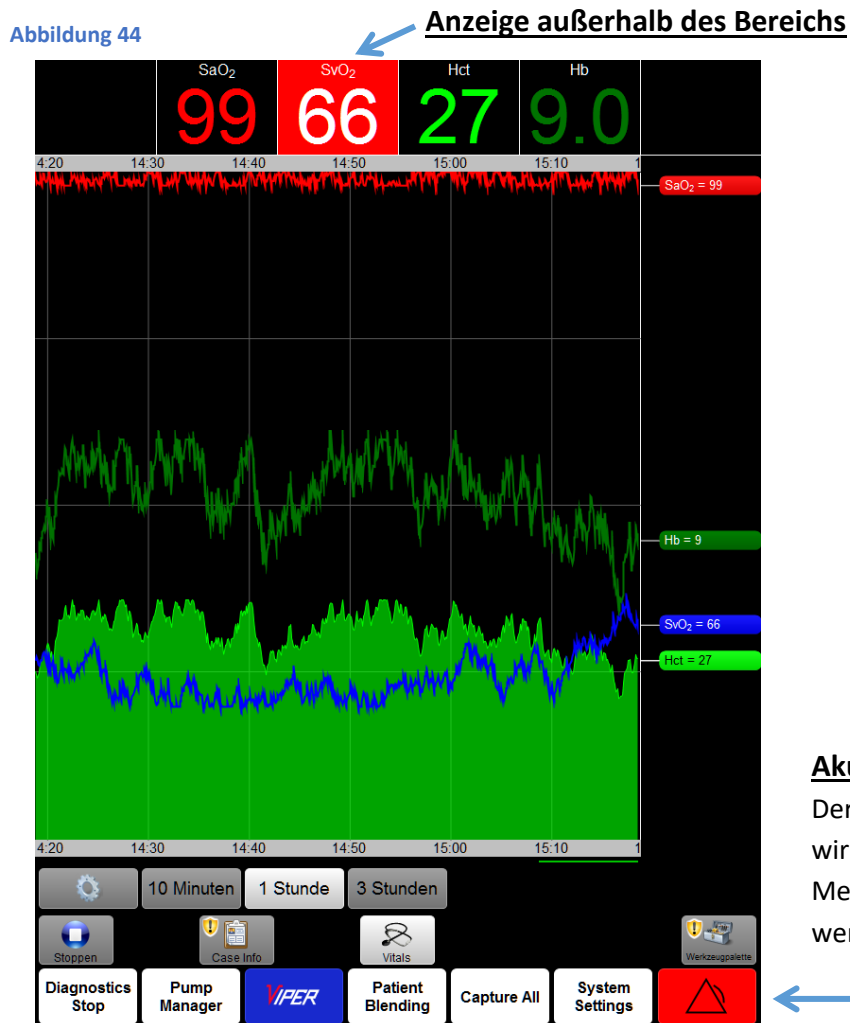 Anzeige außerhalb des Bereichs
Abbildung 44
SaO₂ SvO₂ Hct Hb
99 66 27 9.0
4:20 14:30 14:40 14:50 15:00 15:10 1
SaO₂ = 99
Hb = 9
SvO₂ = 66
Hct = 27
Der
wir
Me
wer
4:20 14:30 14:40 14:50 15:00 15:10 1
10 Minuten 1 Stunde 3 Stunden
Stoppen Case Info Vitals Werkzeugpalette
Diagnostics Stop
Pump Manager
VIPER
Patient Blending
Capture All
System Settings